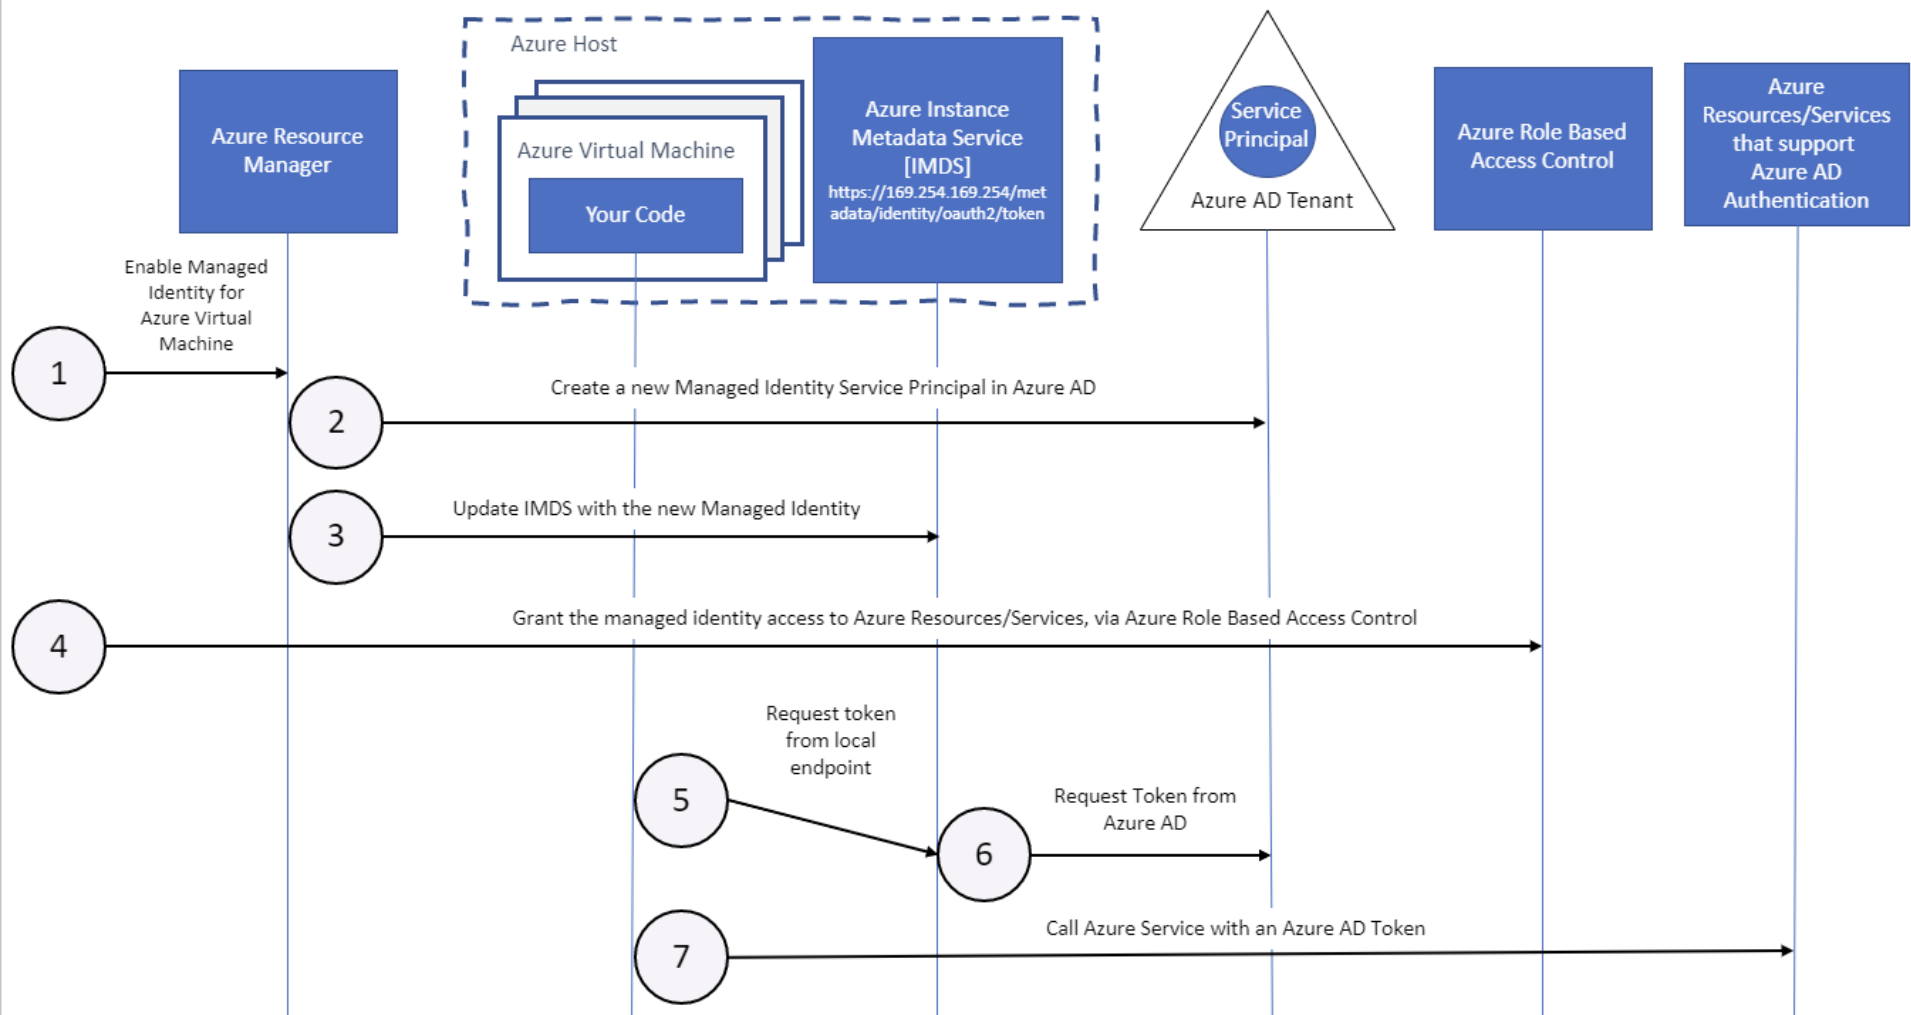 Azure Resource
Manager
Azure Host
Azure Virtual Machine
Your Code
Azure Instance
Metadata Service
[IMDS]
https://169.254.169.254/met
adata/identity/oauth2/token
Service
Principal
Azure AD Tenant
Azure Role Based
Access Control
Azure
Resources/Services
that support
Azure AD
Authentication
Enable Managed
Identity for
Azure Virtual
Machine
1
Create a new Managed Identity Service Principal in Azure AD
2
Update IMDS with the new Managed Identity
3
Grant the managed identity access to Azure Resources/Services, via Azure Role Based Access Control
4
Request token
from local
endpoint
5
Request Token from
Azure AD
6
Call Azure Service with an Azure AD Token
7